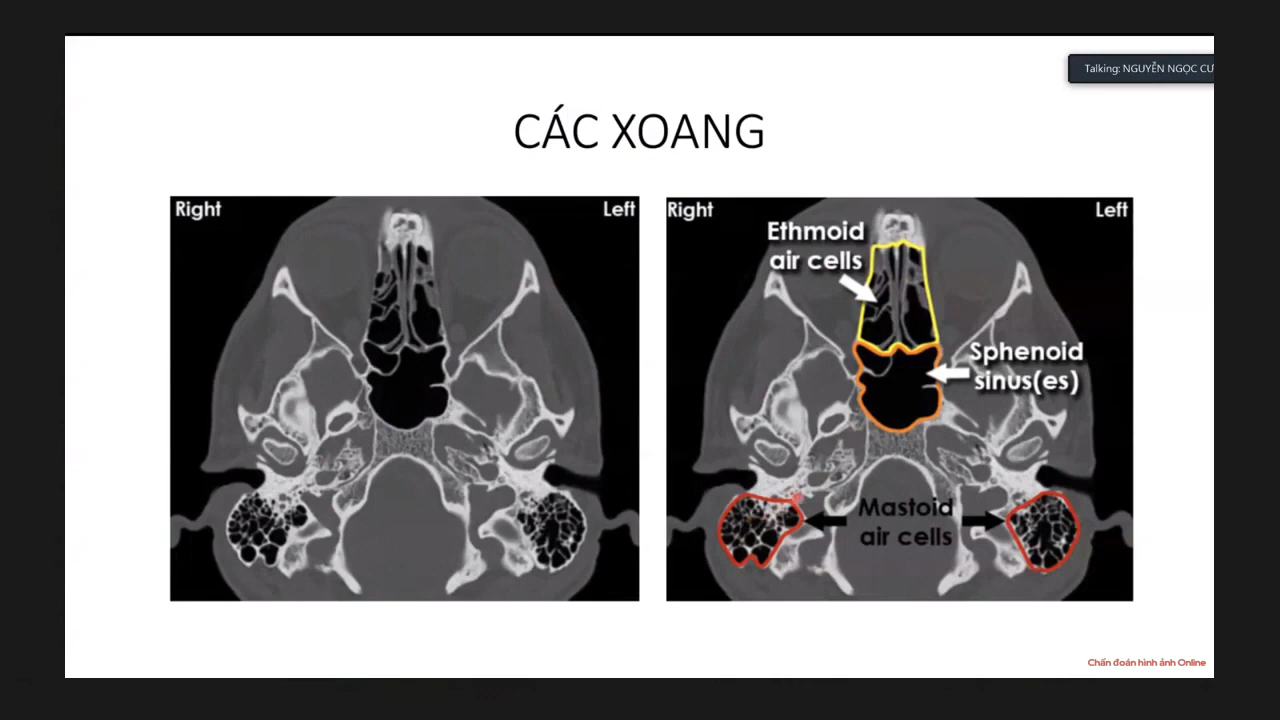 Talking: NGUYỄN NGỌC CƯ
CÁC XOANG
Right
Left
Right
Left
Ethmoid
air cells
Sphenoid
sinus(es)
Mastoid
air cells
Chẩn đoán hình ảnh Online